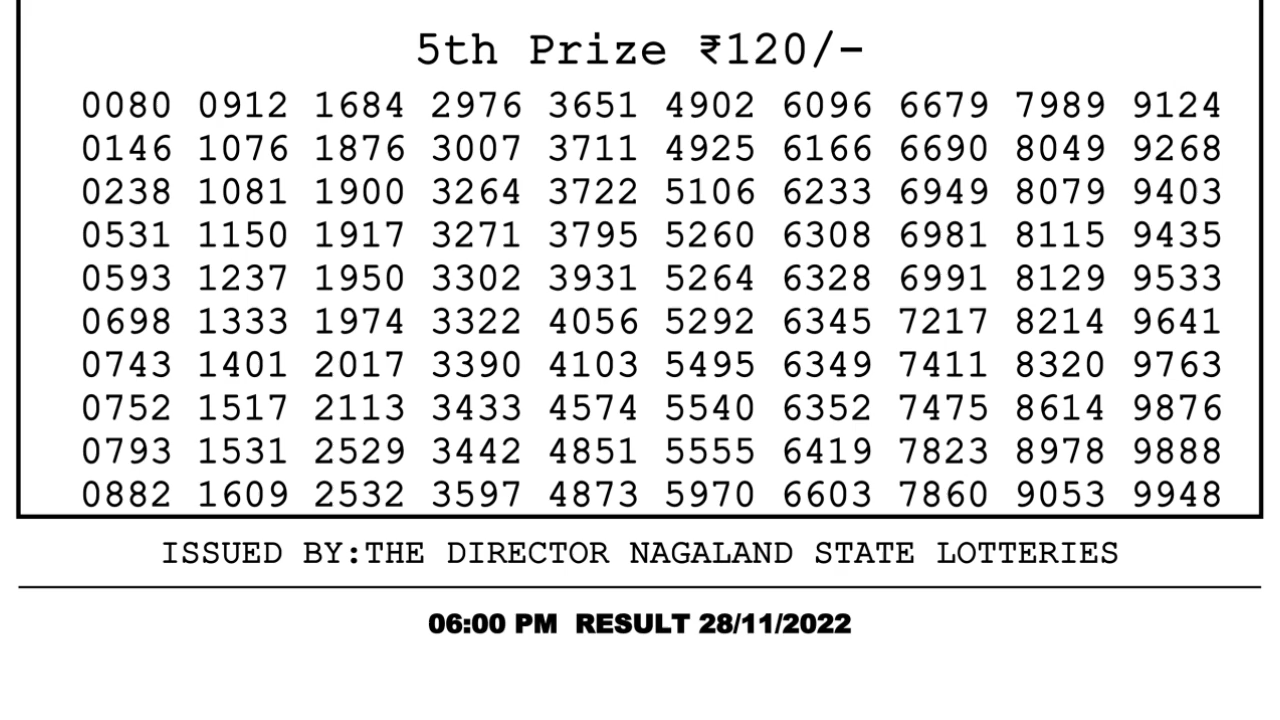 5th Prize ₹120/-
0080 0912 1684 2976 3651 4902 6096 6679 7989 9124
0146 1076 1876 3007 3711 4925 6166 6690 8049 9268
0238 1081 1900 3264 3722 5106 6233 6949 8079 9403
0531 1150 1917 3271 3795 5260 6308 6981 8115 9435
0593 1237 1950 3302 3931 5264 6328 6991 8129 9533
0698 1333 1974 3322 4056 5292 6345 7217 8214 9641
0743 1401 2017 3390 4103 5495 6349 7411 8320 9763
0752 1517 2113 3433 4574 5540 6352 7475 8614 9876
0793 1531 2529 3442 4851 5555 6419 7823 8978 9888
0882 1609 2532 3597 4873 5970 6603 7860 9053 9948
ISSUED BY:THE DIRECTOR NAGALAND STATE LOTTERIES
06:00 PM RESULT 28/11/2022